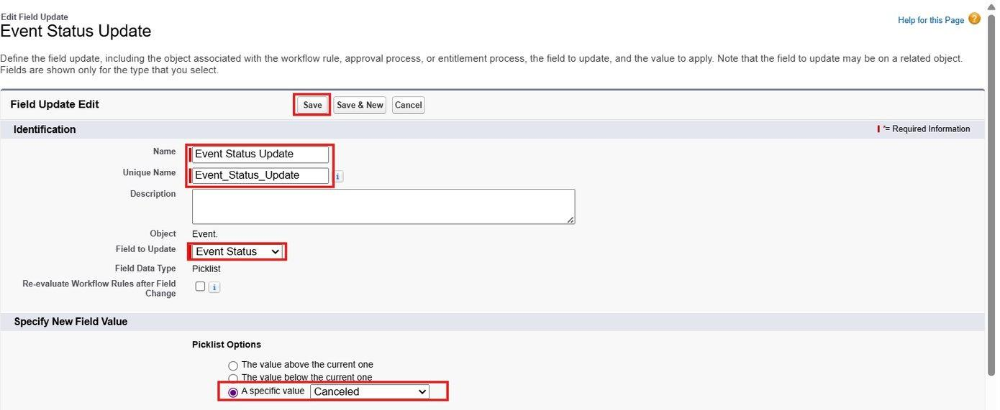 Edit Field Update
Event Status Update
Help for this Page
Define the field update, including the object associated with the workflow rule, approval process, or entitlement process, the field to update, and the value to apply. Note that the field to update may be on a related object.
Fields are shown only for the type that you select.
Field Update Edit
Save
Save & New
Cancel
Identification
*= Required Information
Name
Event Status Update
Unique Name
Event_Status_Update
i
Description
Object
Event.
Field to Update
Event Status
Field Data Type
Picklist
Re-evaluate Workflow Rules after Field
Change
i
Specify New Field Value
Picklist Options
The value above the current one
The value below the current one
A specific value
Canceled